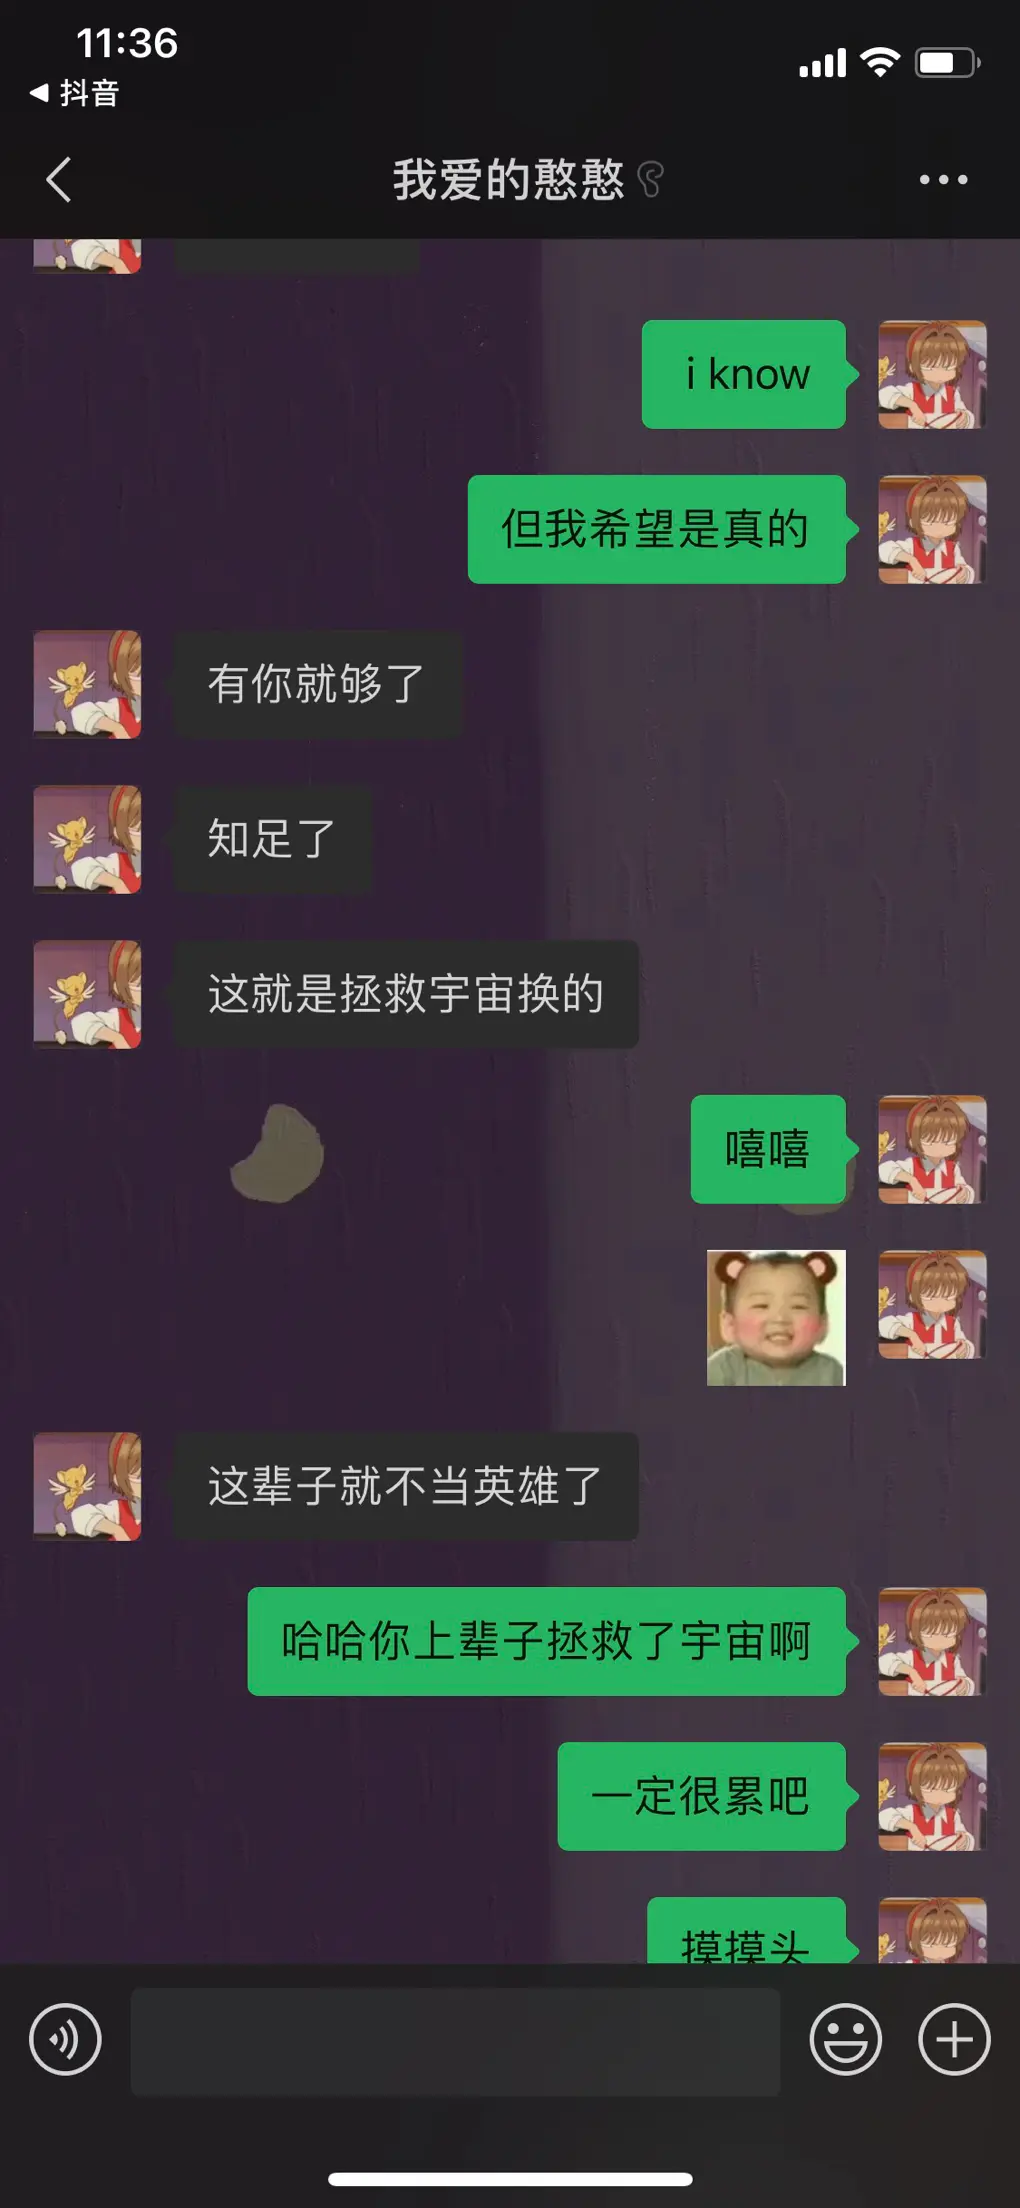 11:36
抖音
我爱的憨憨
i know
但我希望是真的
有你就够了
知足了
这就是拯救宇宙换的
嘻嘻
这辈子就不当英雄了
哈哈你上辈子拯救了宇宙啊
一定很累吧
摸摸头